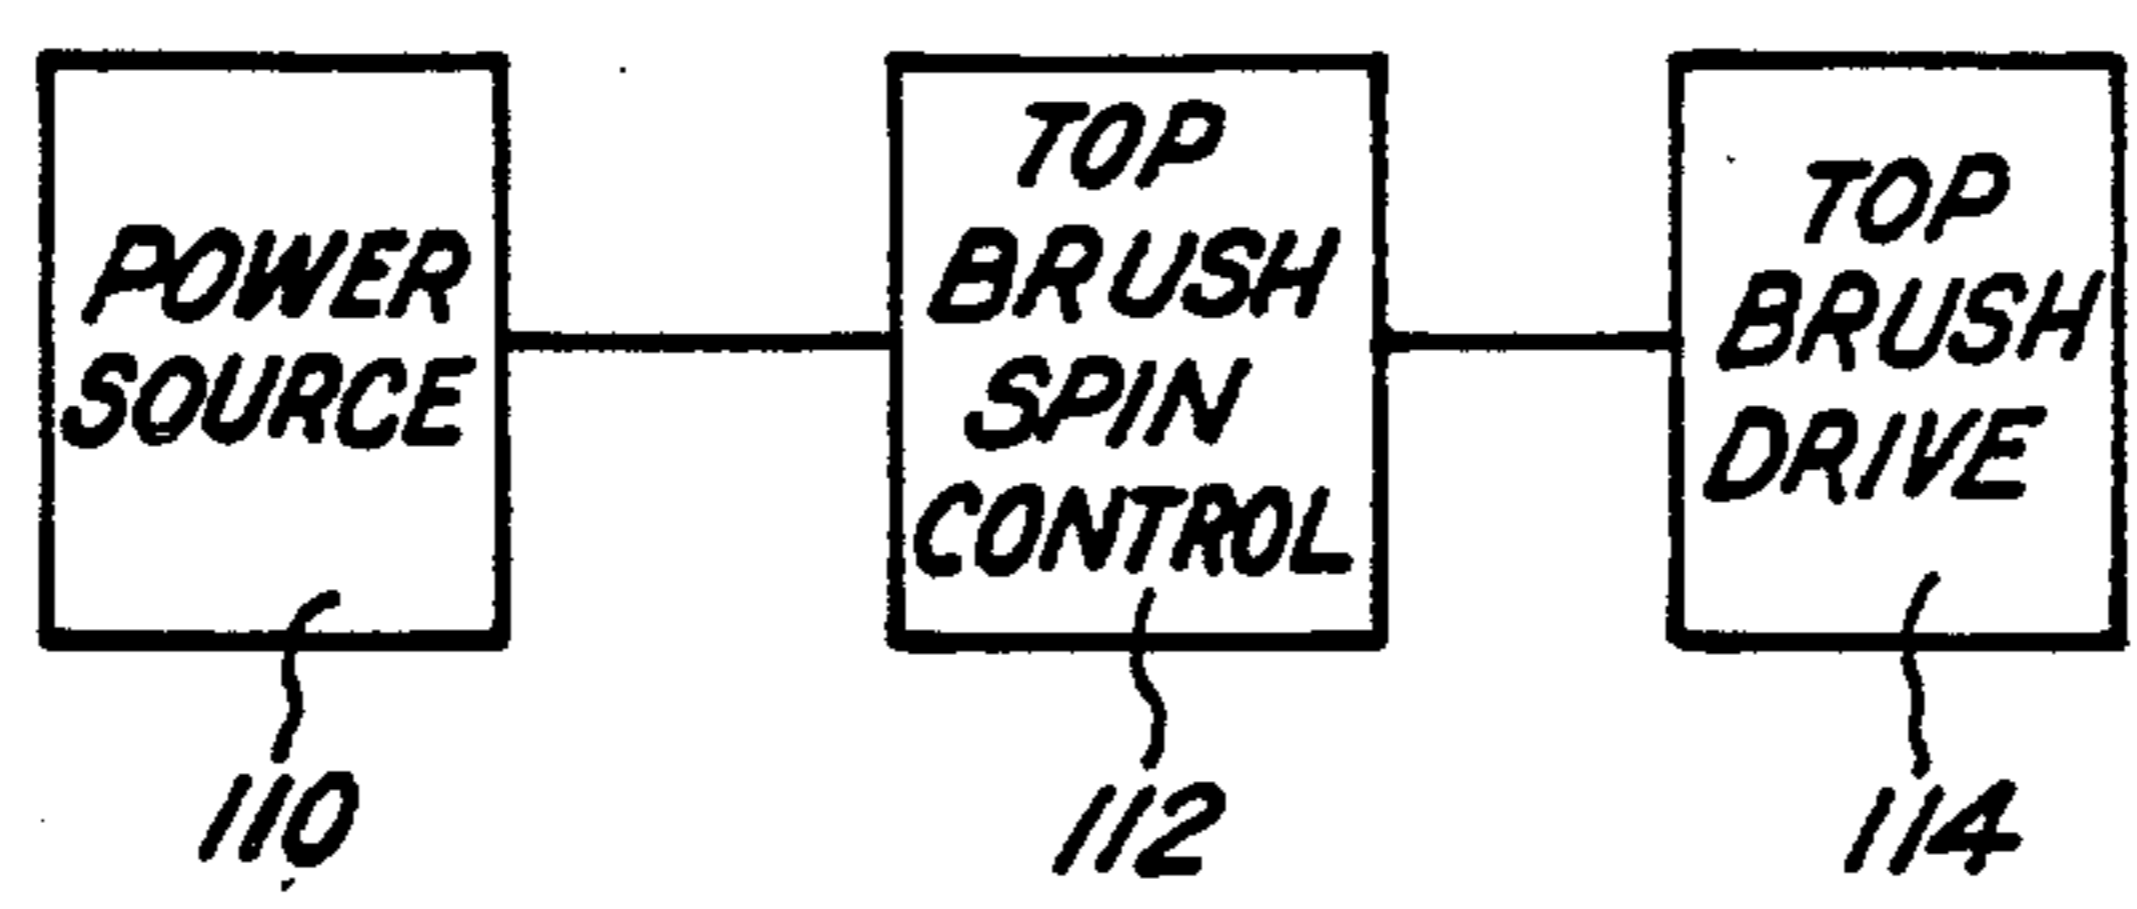 POWER
SOURCE
110
TOP
BRUSH
SPIN
CONTROL
112
TOP
BRUSH
DRIVE
114